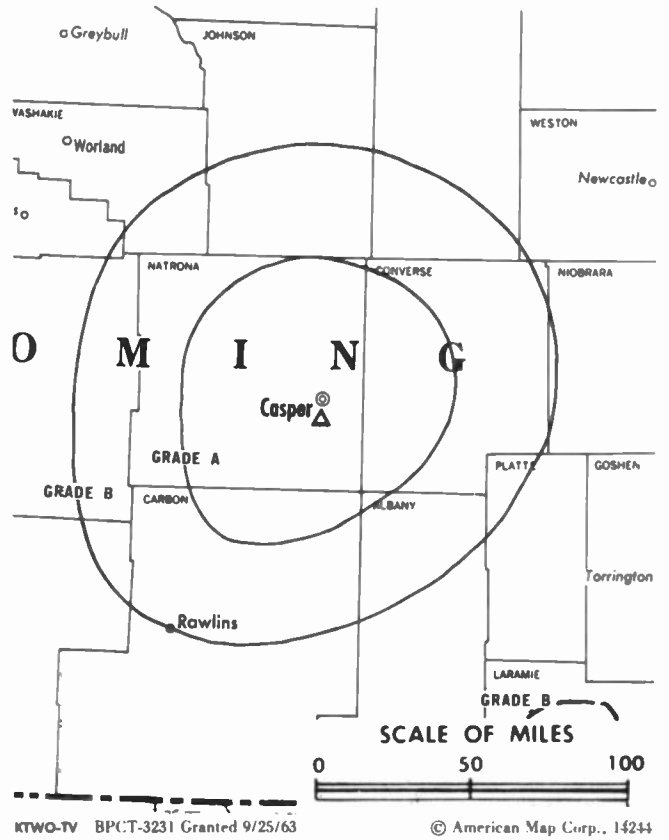 Greybull
JOHNSON
WASHAKIE
Worland
WESTON
Newcastle
s
NATRONA
CONVERSE
NIOBRARA
O M I N G
Casper
GRADE A
GRADE B
CARBON
ALBANY
PLATTE
GOSHEN
Torrington
Rawlins
LARAMIE
GRADE B
SCALE OF MILES
0 50 100
KTWO-TV BPCT-3231 Granted 9/25/63
© American Map Corp., 14244